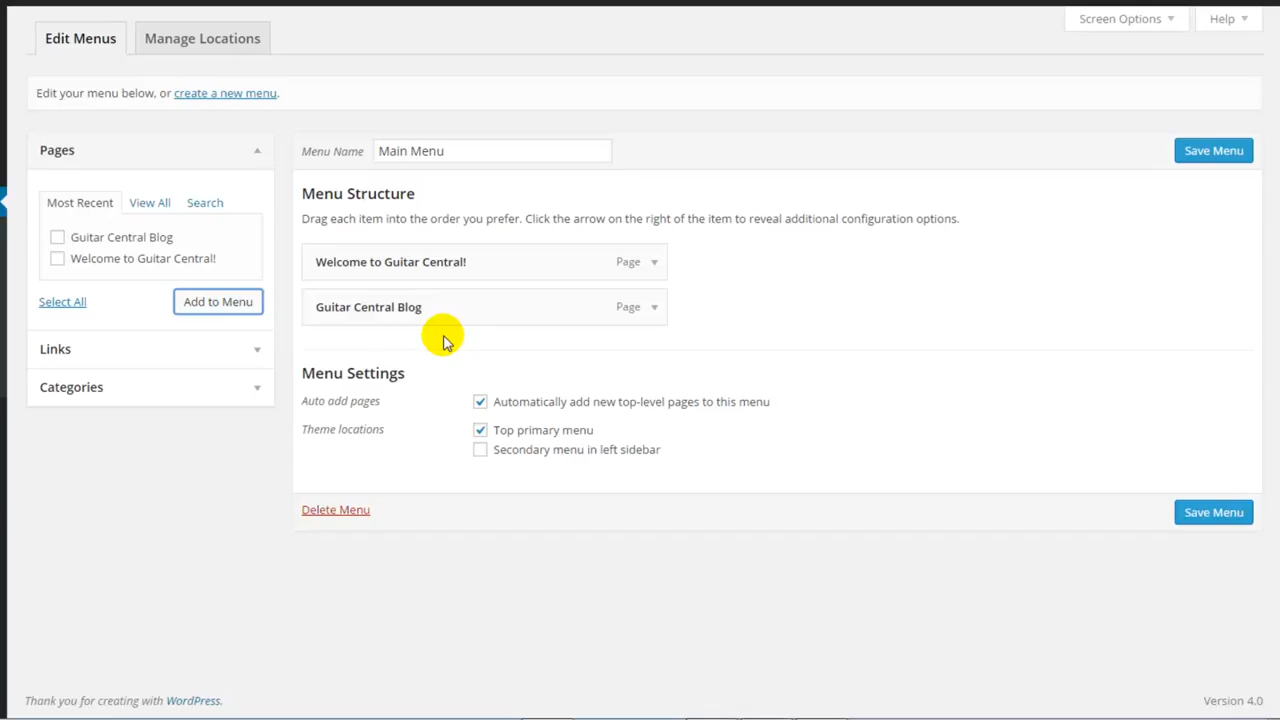 Screen Options Help
Edit Menus Manage Locations
Edit your menu below, or create a new menu.
Pages
Most Recent View All Search
Guitar Central Blog
Welcome to Guitar Central!
Select All Add to Menu
Links
Categories
Menu Name Main Menu Save Menu
Menu Structure
Drag each item into the order you prefer. Click the arrow on the right of the item to reveal additional configuration options.
Welcome to Guitar Central! Page
Guitar Central Blog Page
Menu Settings
Auto add pages Automatically add new top-level pages to this menu
Theme locations Top primary menu
Secondary menu in left sidebar
Delete Menu Save Menu
Thank you for creating with WordPress. Version 4.0